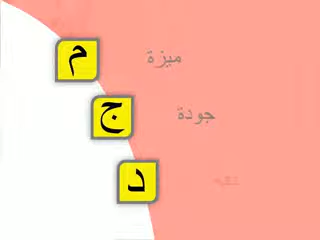 م ميزة
ج جودة
د